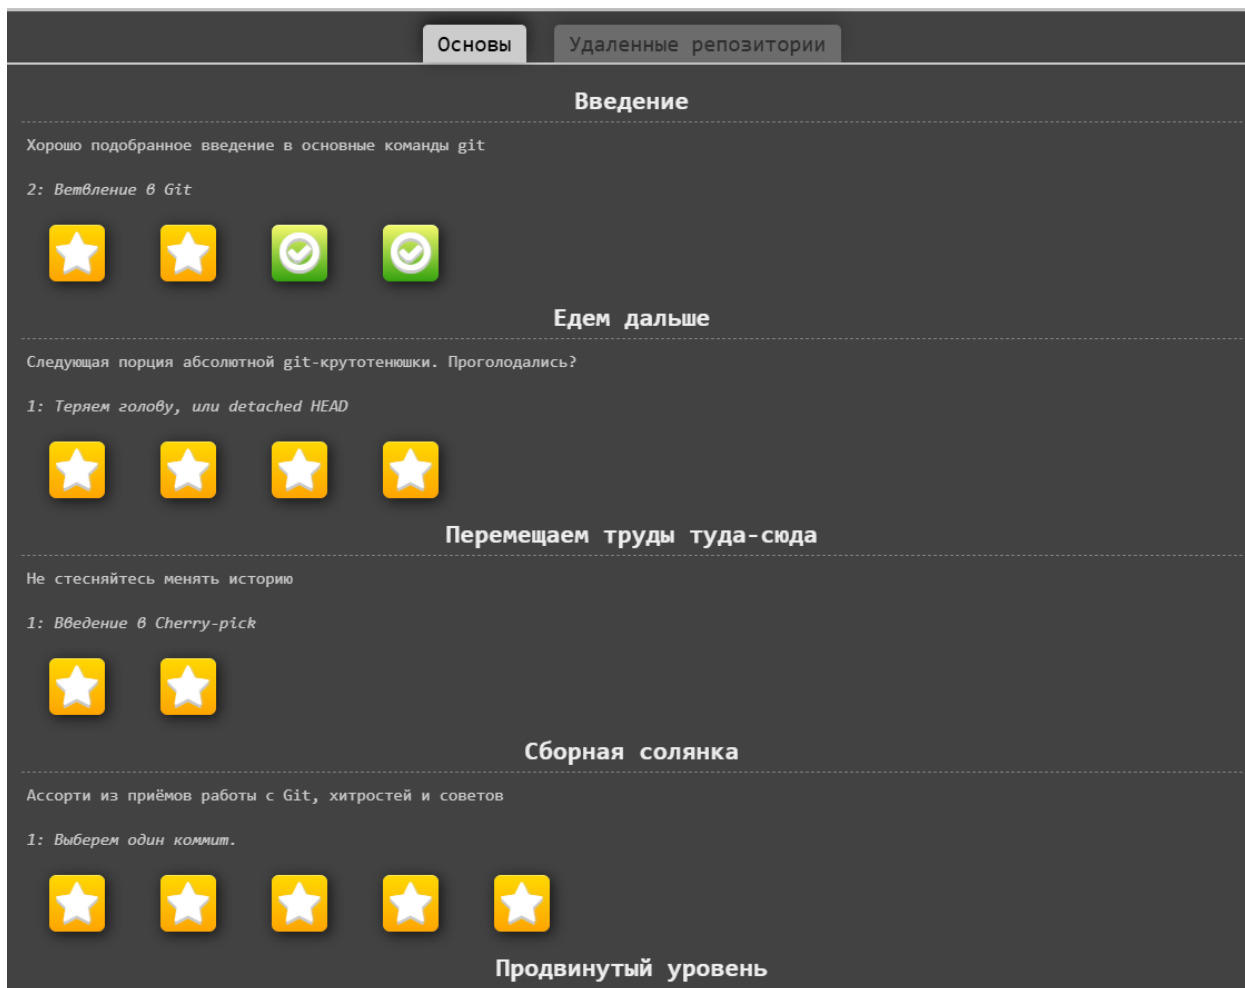 Основы
Удаленные репозитории
Введение
Хорошо подобранное введение в основные команды git
2: Ветвление в Git
Едем дальше
Следующая порция абсолютной git-крутотенюшки. Проголодались?
1: Теряем голову, или detached HEAD
Перемещаем труды туда-сюда
Не стесняйтесь менять историю
1: Введение в Cherry-pick
Сборная солянка
Ассорти из приёмов работы с Git, хитростей и советов
1: Выберем один коммит.
Продвинутый уровень